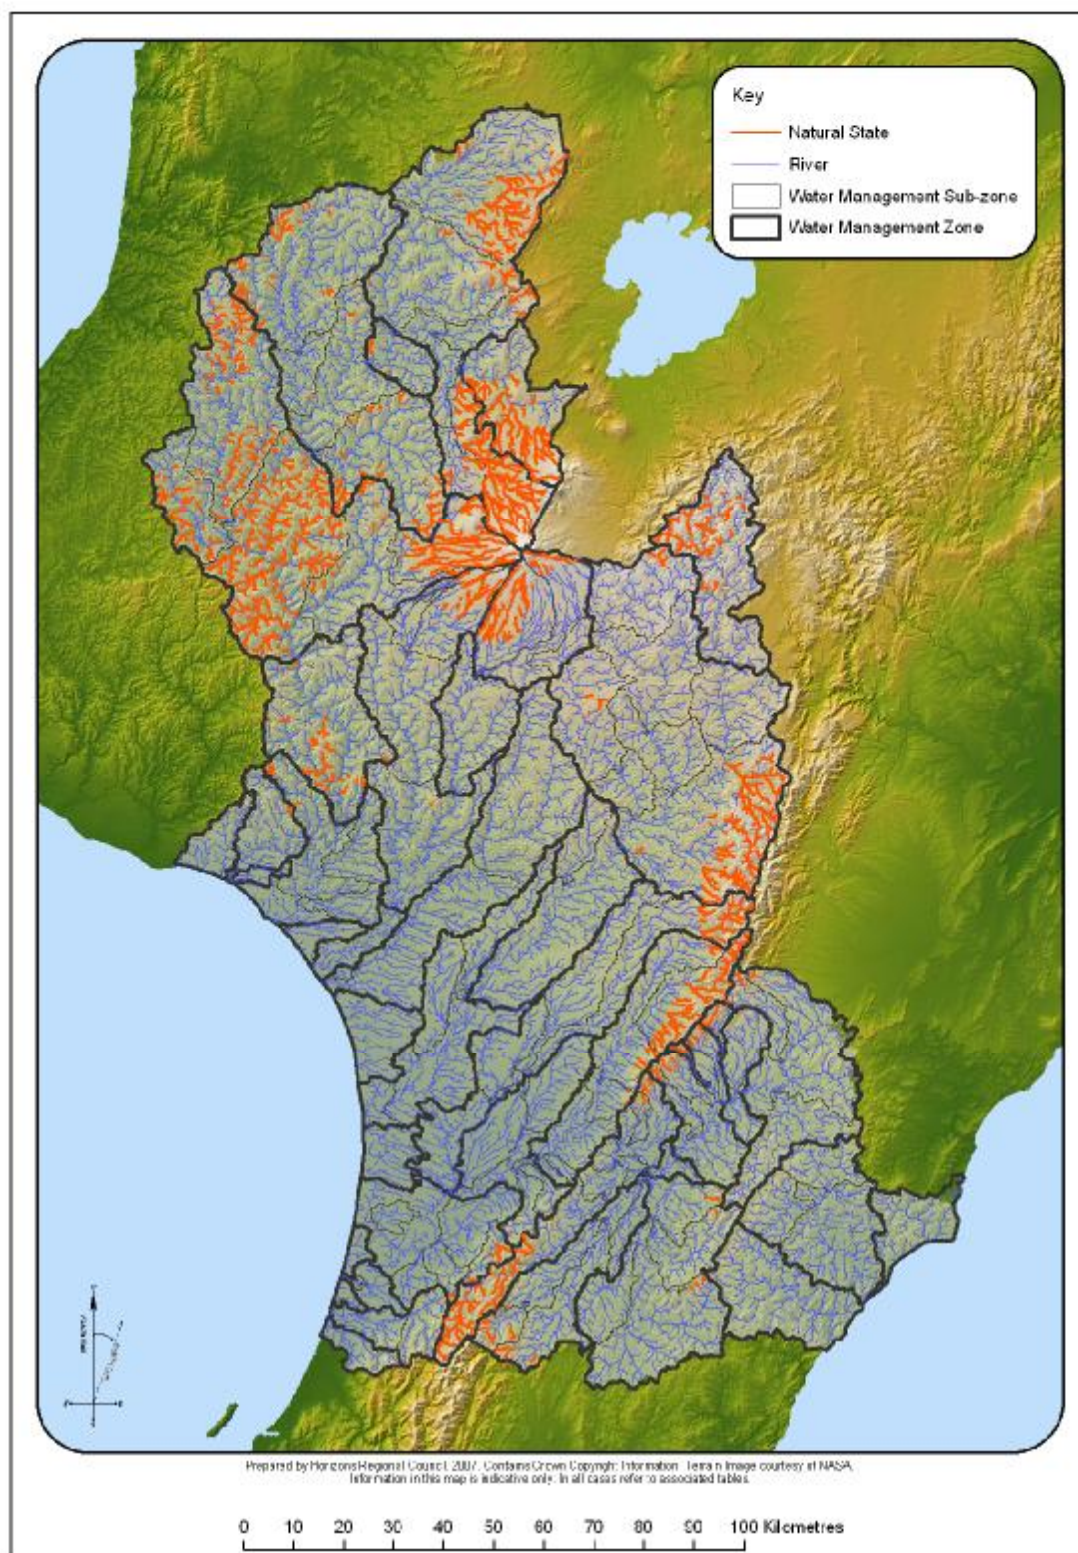 Key
Natural State
River
Water Management Sub-zone
Water Management Zone
Prepared by Horizons Regional Council, 2007. Contains Crown Copyright Information. Terrain Image courtesy of NASA.
Information in this map is indicative only. In all cases refer to associated tables.
0 10 20 30 40 50 60 70 80 90 100 Kilometres